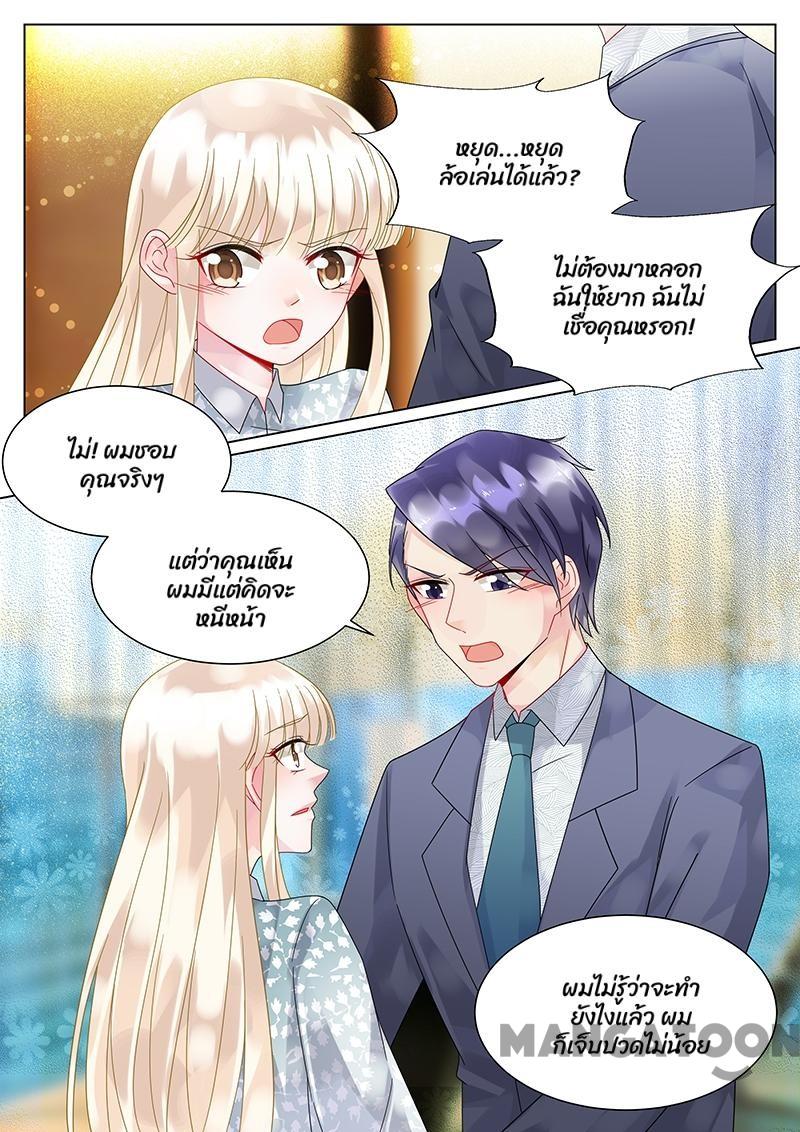 หยุด...หยุด
ล้อเล่นได้แล้ว?
ไม่ต้องมาหลอก
ฉันให้ยาก ฉันไม่
เชื่อคุณหรอก!
ไม่! ผมชอบ
คุณจริงๆ
แต่ว่าคุณเห็น
ผมมีแต่คิดจะ
หนีหน้า
ผมไม่รู้ว่าจะทำ
ยังไงแล้ว ผม
ก็เจ็บปวดไม่น้อย
MANGATOON